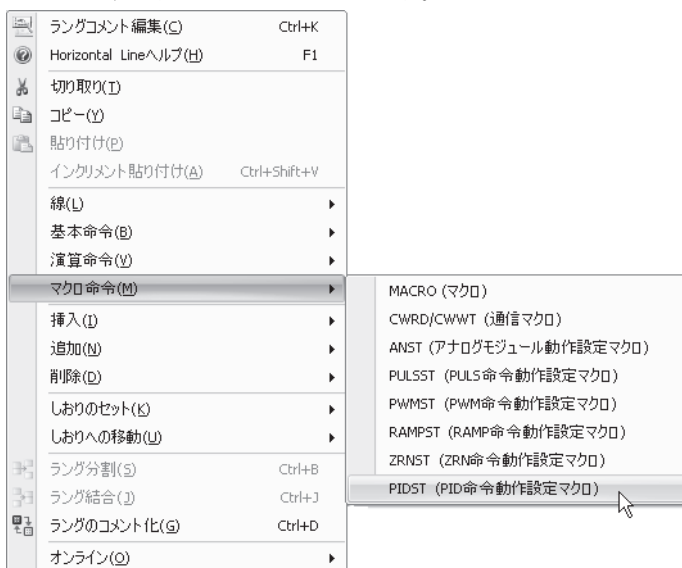 ラングコメント編集(C) Ctrl+K
Horizontal Lineヘルプ(H) F1
切り取り(T)
コピー(Y)
貼り付け(P)
インクリメント貼り付け(A) Ctrl+Shift+V
線(L)
基本命令(B)
演算命令(V)
マクロ命令(M)
挿入(I)
追加(N)
削除(D)
しおりのセット(K)
しおりへの移動(U)
ラング分割(S) Ctrl+B
ラング結合(J) Ctrl+J
ラングのコメント化(G) Ctrl+D
オンライン(O)
MACRO (マクロ)
CWRD/CWWT (通信マクロ)
ANST (アナログモジュール動作設定マクロ)
PULSST (PULS命令動作設定マクロ)
PWMST (PWM命令動作設定マクロ)
RAMPST (RAMP命令動作設定マクロ)
ZRNST (ZRN命令動作設定マクロ)
PIDST (PID命令動作設定マクロ)